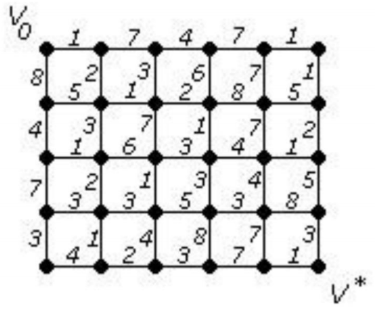 V0
1 7 4 7 1
8 2 3 6 7 1
5 1 2 8 5
4 3 7 1 7 2
1 6 3 4 1
7 2 1 3 4 5
3 3 5 3 8
3 1 4 8 7 3
4 2 3 7 1
V*